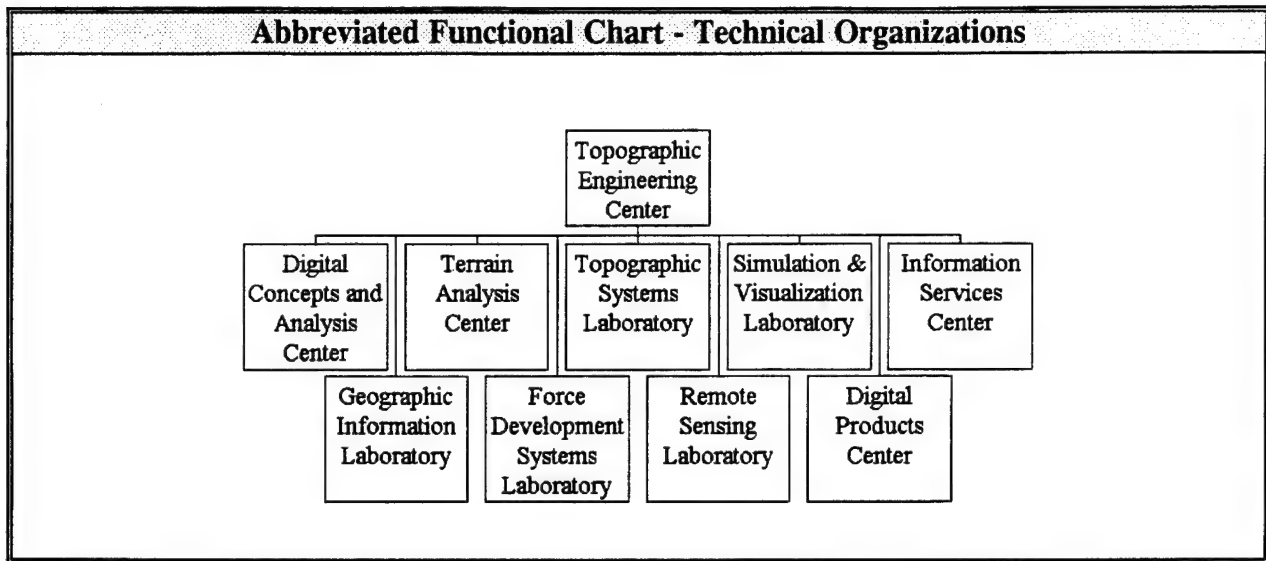 Abbreviated Functional Chart - Technical Organizations
Topographic
Engineering
Center
Digital
Concepts and
Analysis
Center
Terrain
Analysis
Center
Topographic
Systems
Laboratory
Simulation &
Visualization
Laboratory
Information
Services
Center
Geographic
Information
Laboratory
Force
Development
Systems
Laboratory
Remote
Sensing
Laboratory
Digital
Products
Center